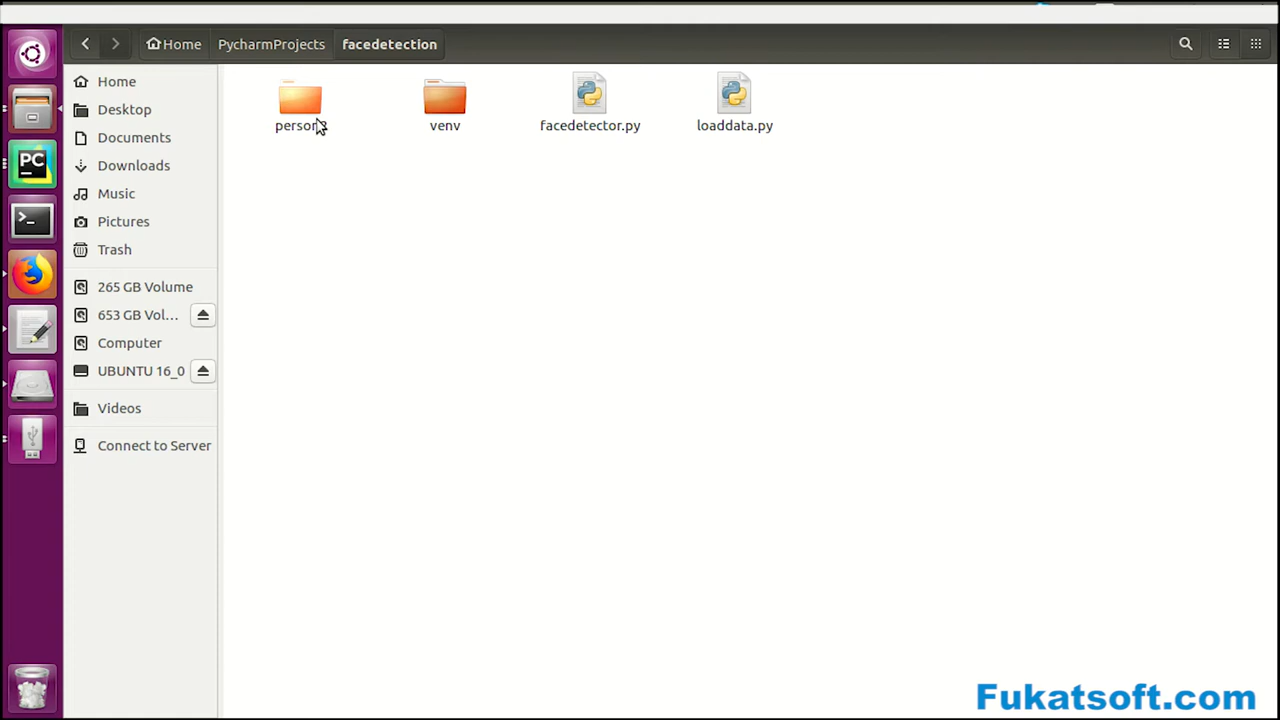 Home
PycharmProjects
facedetection
Home
Desktop
Documents
Downloads
Music
Pictures
Trash
265 GB Volume
653 GB Vol...
Computer
UBUNTU 16_0
Videos
Connect to Server
venv
facedetector.py
loaddata.py
PC
>_
Fukatsoft.com